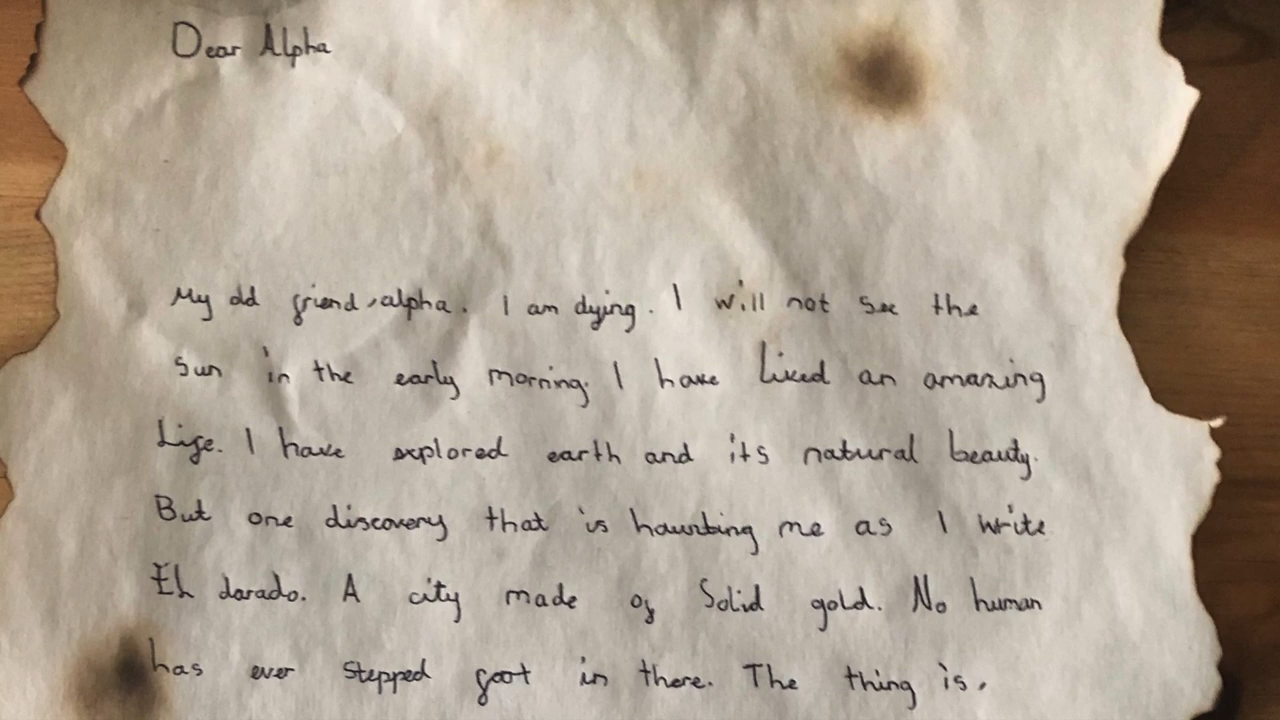 Dear Alpha
My old friend, alpha. I am dying. I will not see the
sun in the early morning. I have lived an amazing
Life. I have explored earth and its natural beauty.
But one discovery that is haunting me as I write
El dorado. A city made of Solid gold. No human
has ever stepped foot in there. The thing is,